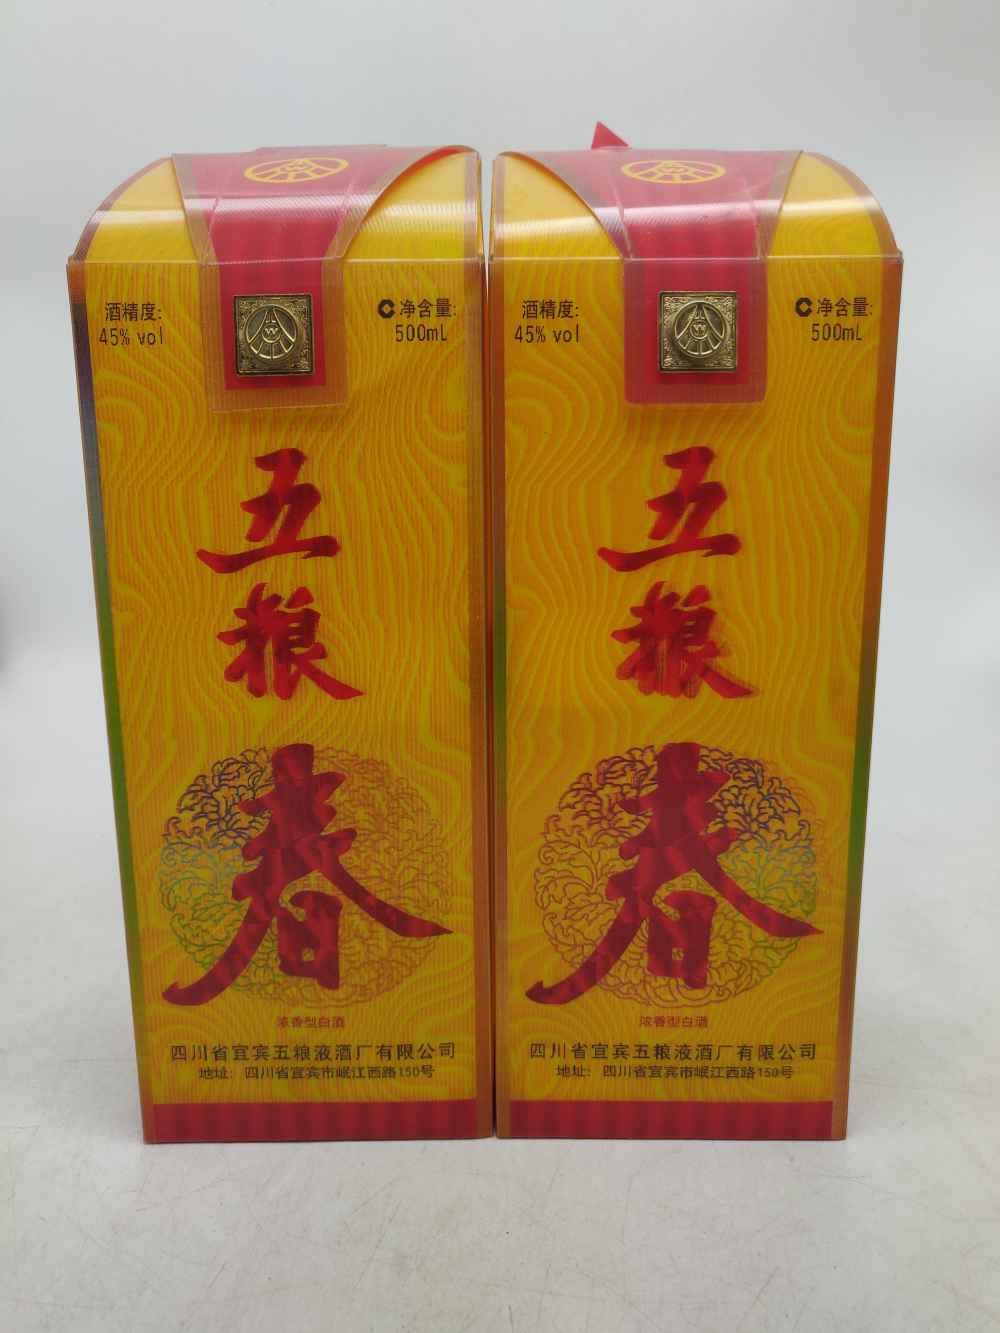 酒精度:
45% vol
净含量:
500mL
五
粮
春
浓香型白酒
四川省宜宾五粮液酒厂有限公司
地址: 四川省宜宾市岷江西路150号
酒精度:
45% vol
净含量:
500mL
五
粮
春
浓香型白酒
四川省宜宾五粮液酒厂有限公司
地址: 四川省宜宾市岷江西路150号